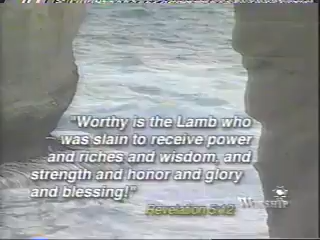 "Worthy is the Lamb who
was slain to receive power
and riches and wisdom, and
strength and honor and glory
and blessing!"
Revelation 5:12
WORSHIP